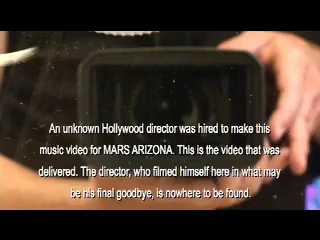 An unknown Hollywood director was hired to make this
music video for MARS ARIZONA. This is the video that was
delivered. The director, who filmed himself here in what may
be his final goodbye, is nowhere to be found.